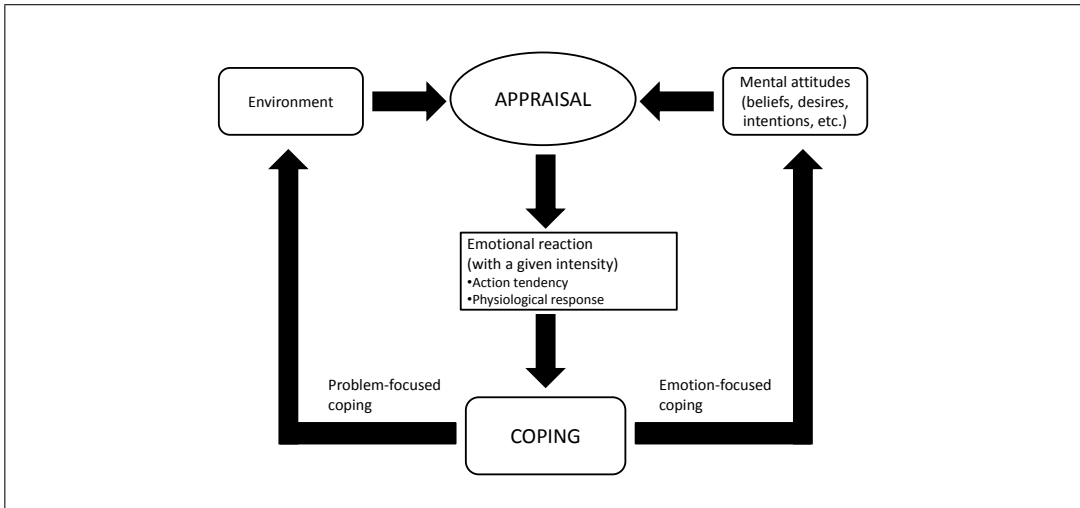 Environment
APPRAISAL
Mental attitudes
(beliefs, desires,
intentions, etc.)
Emotional reaction
(with a given intensity)
•Action tendency
•Physiological response
Problem-focused
coping
Emotion-focused
coping
COPING